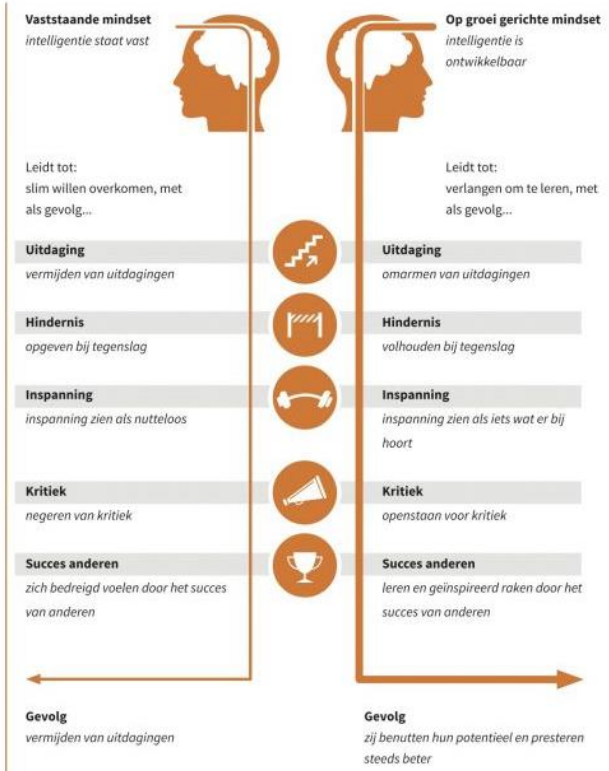 Vaststaande mindset
intelligentie staat vast
Op groei gerichte mindset
intelligentie is
ontwikkelbaar
Leidt tot:
slim willen overkomen, met
als gevolg...
Leidt tot:
verlangen om te leren, met
als gevolg...
Uitdaging
vermijden van uitdagingen
Uitdaging
omarmen van uitdagingen
Hindernis
opgeven bij tegenslag
Hindernis
volhouden bij tegenslag
Inspanning
inspanning zien als nutteloos
Inspanning
inspanning zien als iets wat er bij
hoort
Kritiek
negeren van kritiek
Kritiek
openstaan voor kritiek
Succes anderen
zich bedreigd voelen door het succes
van anderen
Succes anderen
leren en geïnspireerd raken door het
succes van anderen
Gevolg
vermijden van uitdagingen
Gevolg
zij benutten hun potentieel en presteren
steeds beter